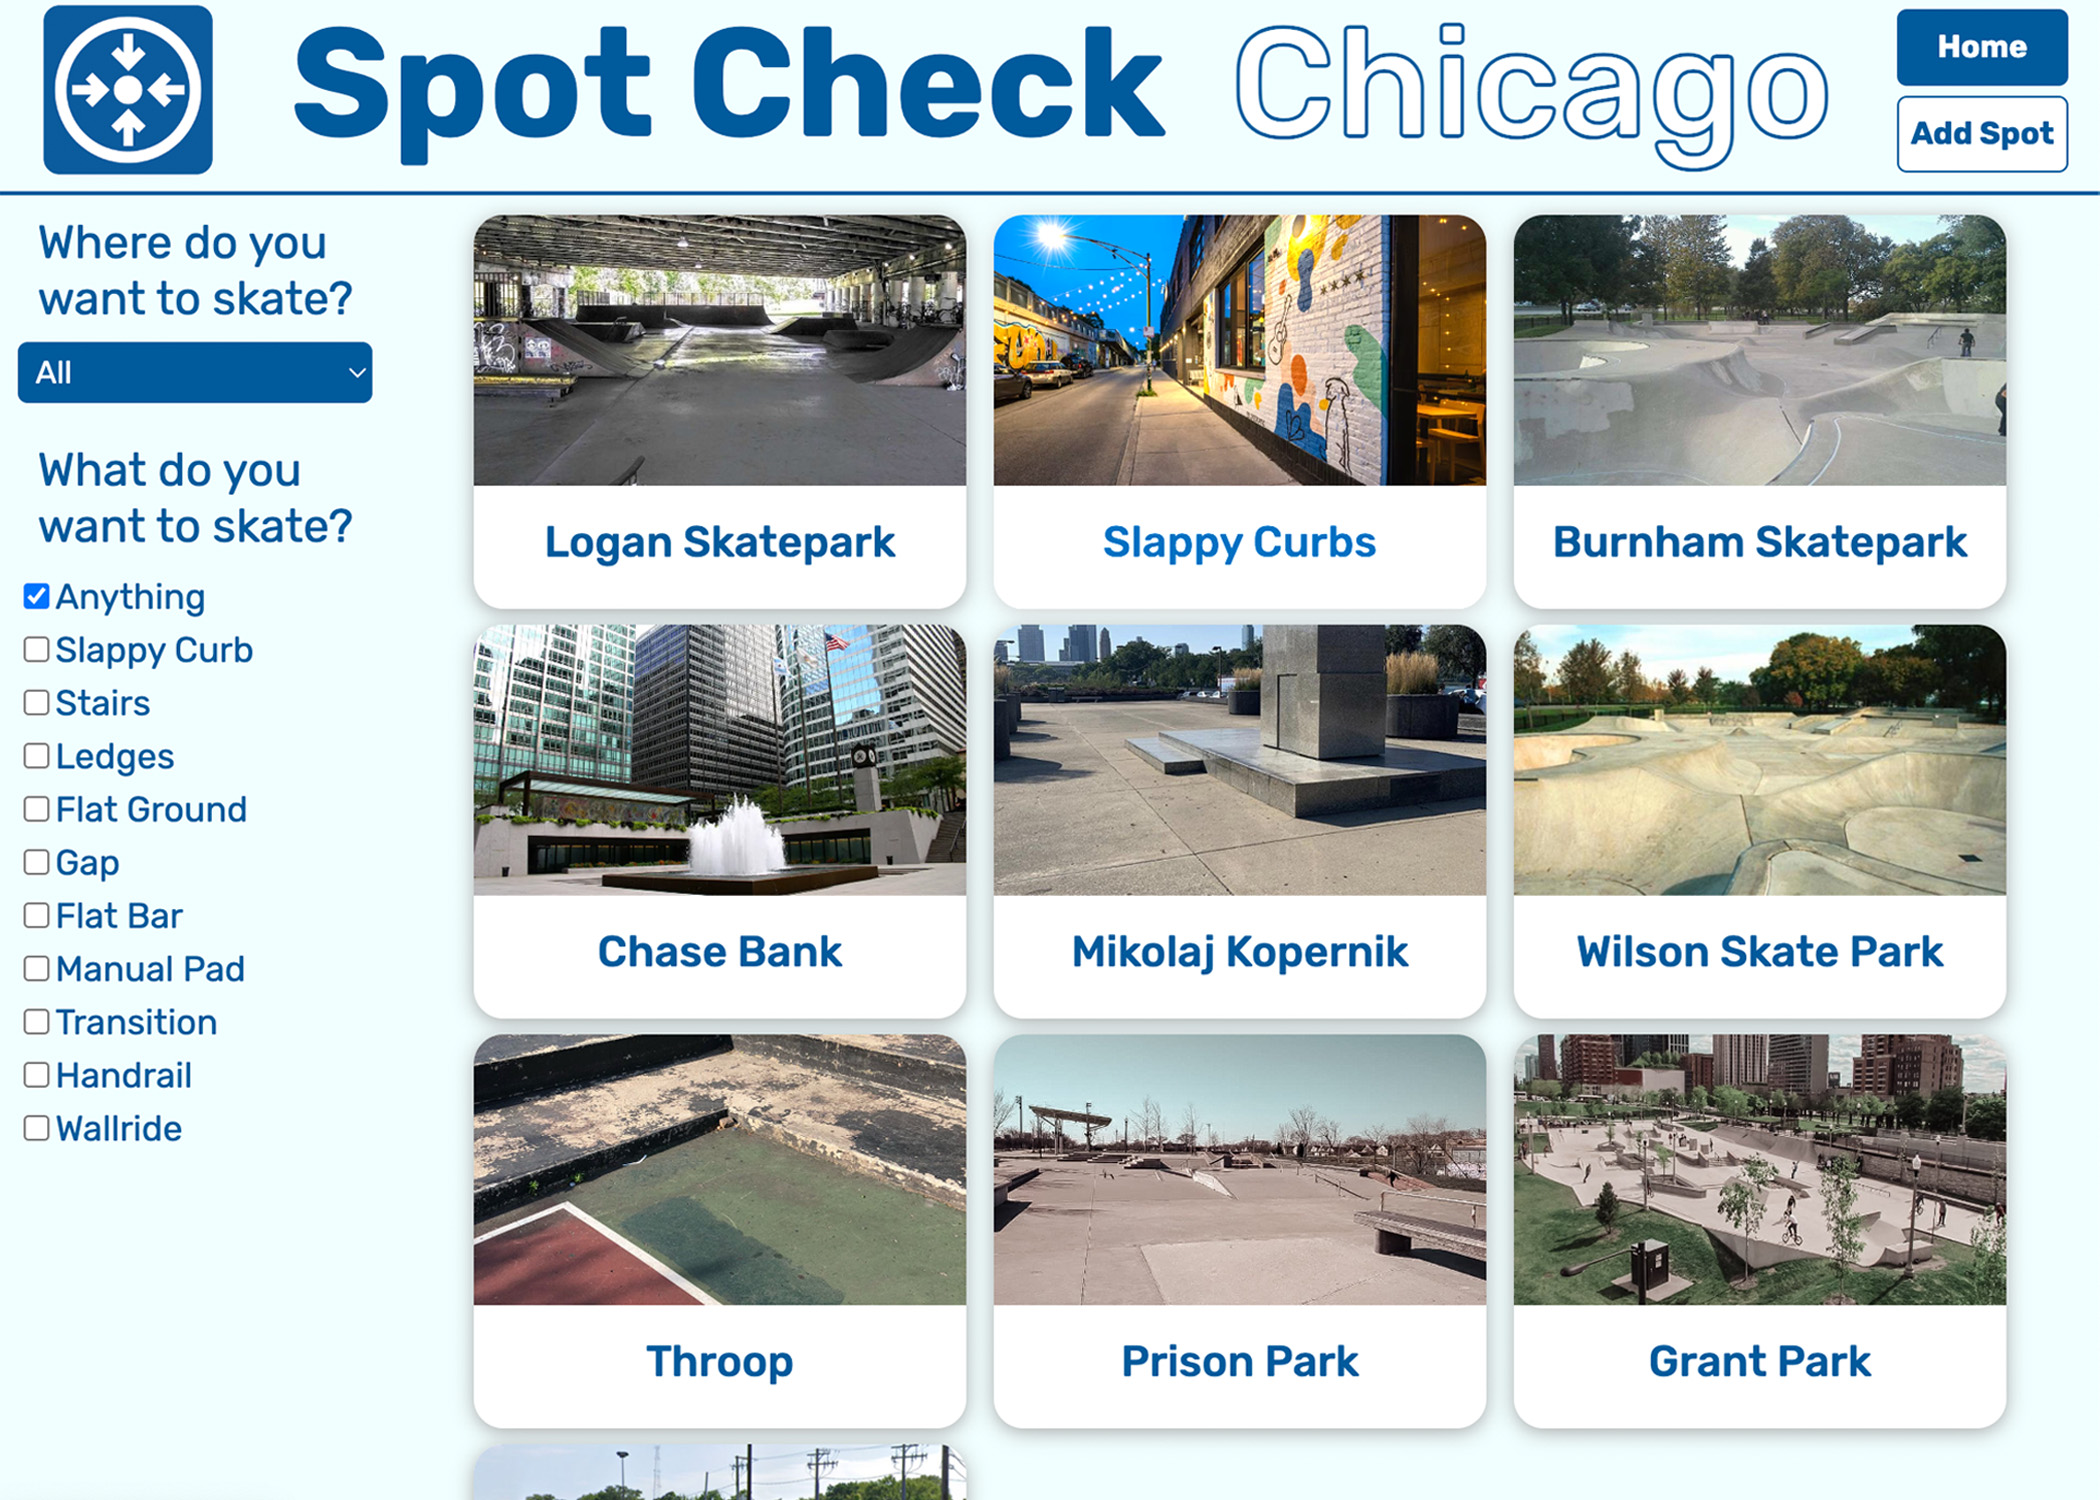 Spot Check Chicago
Home
Add Spot
Where do you
want to skate?
All
What do you
want to skate?
Anything
Slappy Curb
Stairs
Ledges
Flat Ground
Gap
Flat Bar
Manual Pad
Transition
Handrail
Wallride
Logan Skatepark
Slappy Curbs
Burnham Skatepark
Chase Bank
Mikolaj Kopernik
Wilson Skate Park
Throop
Prison Park
Grant Park